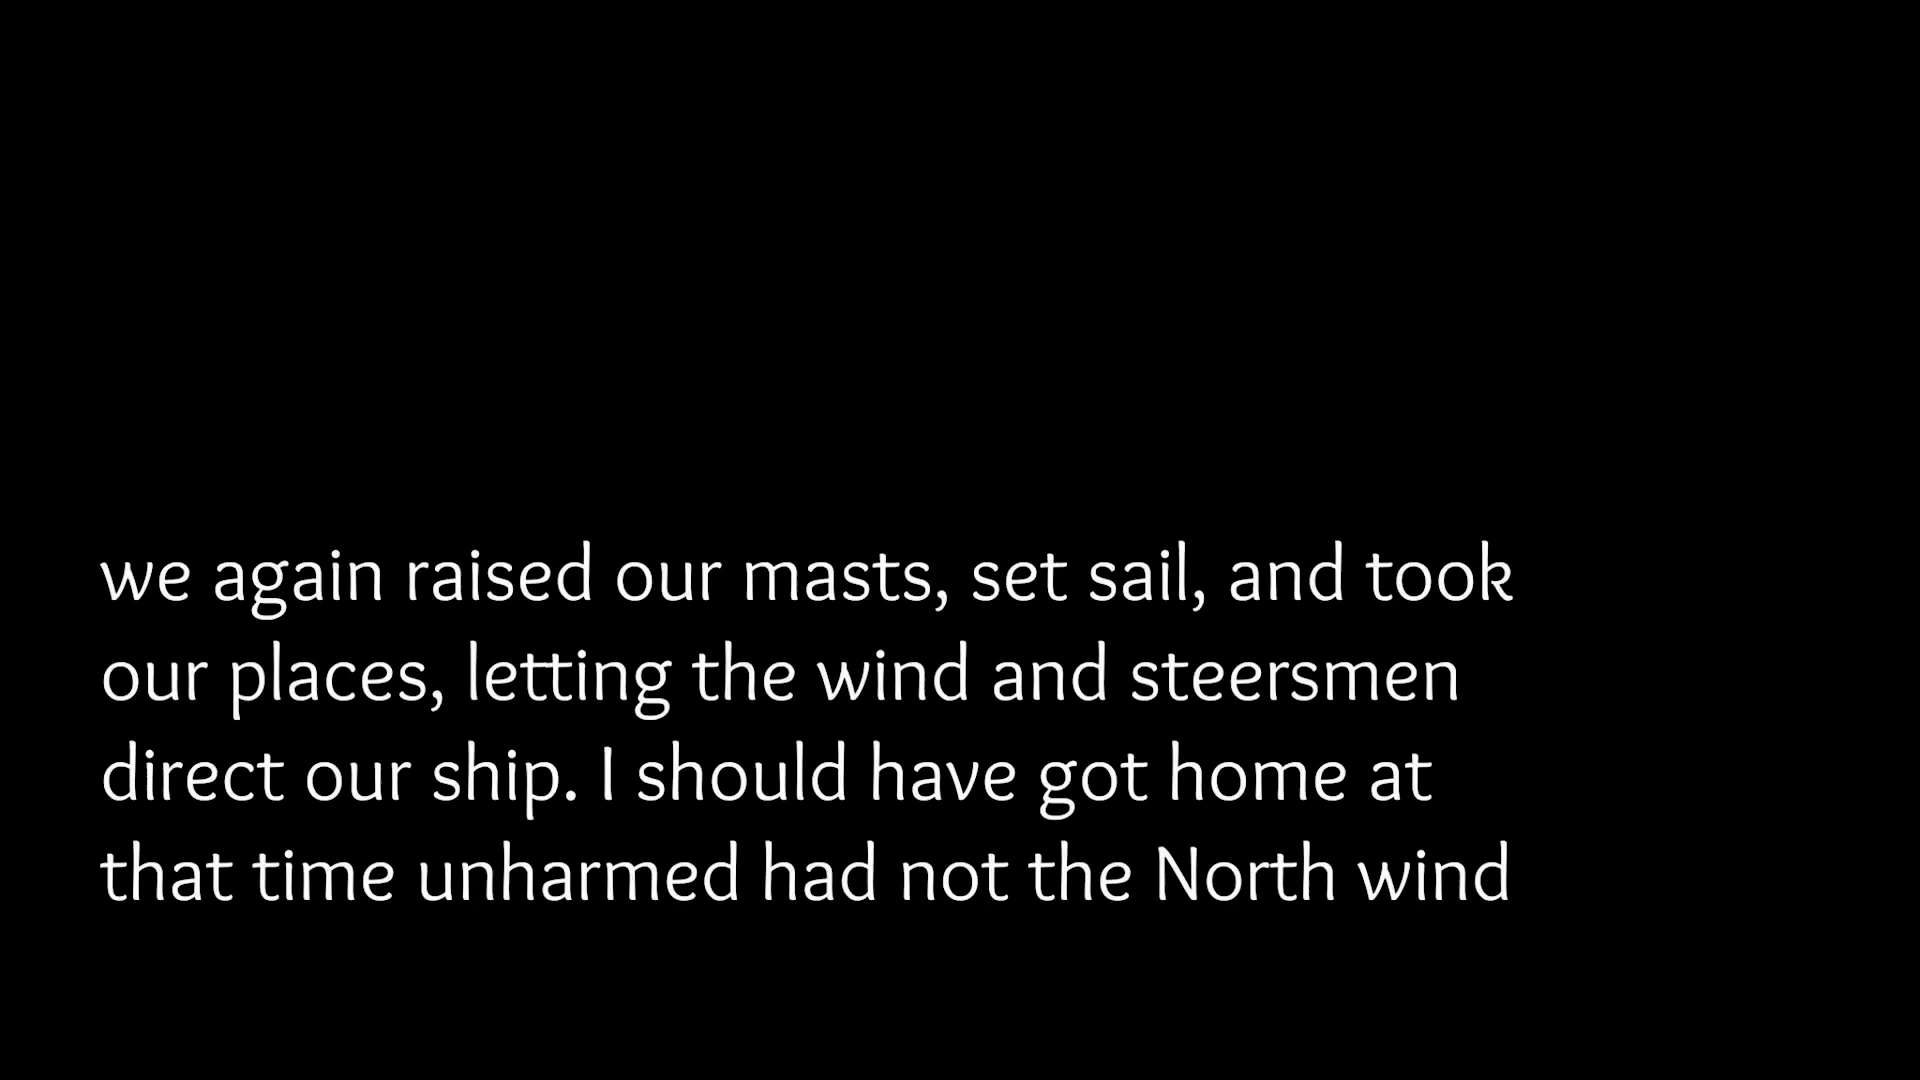 we again raised our masts, set sail, and took
our places, letting the wind and steersmen
direct our ship. I should have got home at
that time unharmed had not the North wind